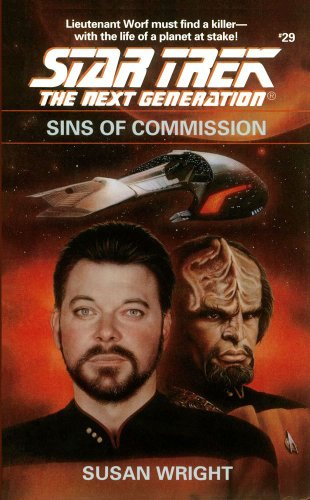 Lieutenant Worf must find a killer—
with the life of a planet at stake!
#29
STAR TREK
THE NEXT GENERATION®
SINS OF COMMISSION
SUSAN WRIGHT